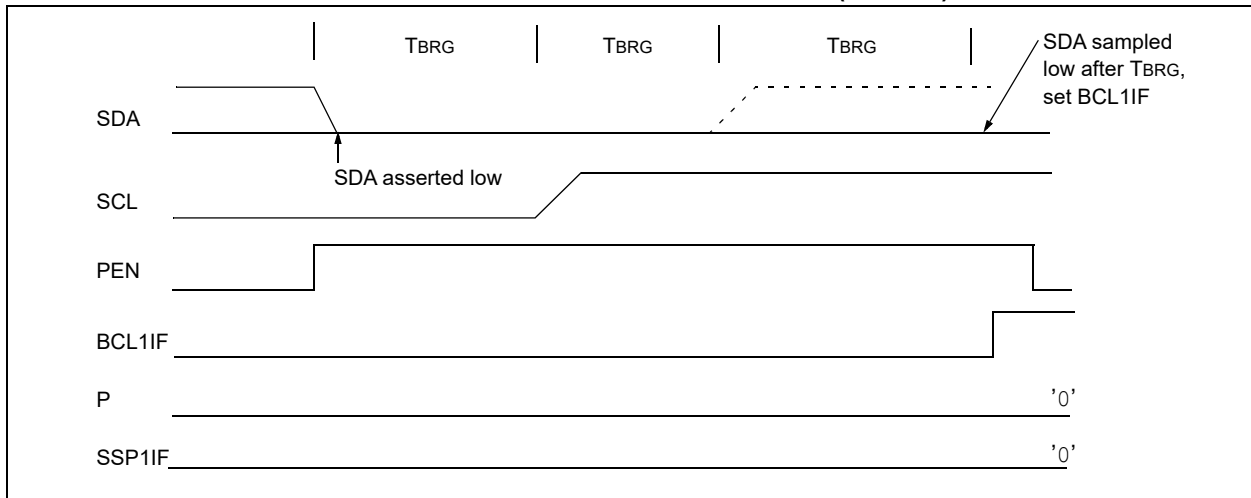 TBRG
TBRG
TBRG
SDA sampled
low after TBRG,
set BCL1IF
SDA
SDA asserted low
SCL
PEN
BCL1IF
P
'0'
SSP1IF
'0'